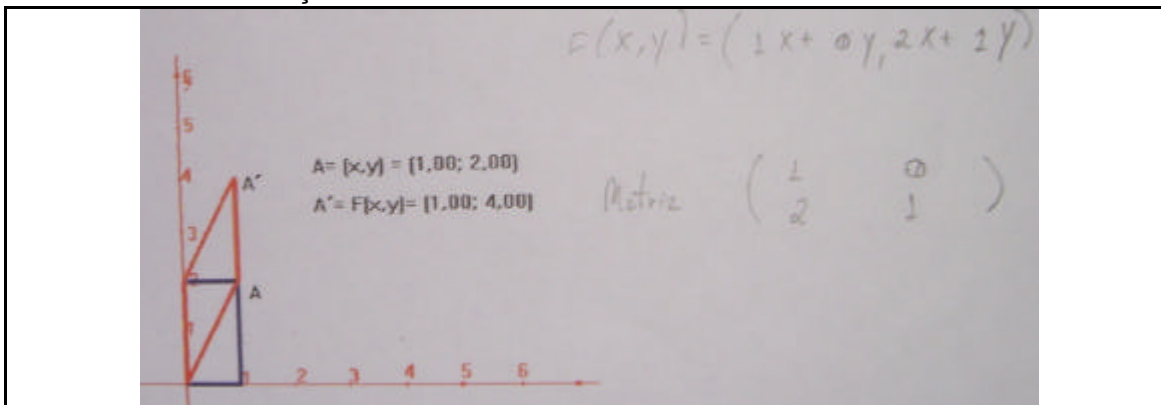 F(x,y)=(1x+0y,2x+1y)
6
5
4
A´
A= [x,y] = [1,00; 2,00]
A´= F[x,y]= [1,00; 4,00]
Matriz ( 1 0
2 1 )
3
2
A
1
1 2 3 4 5 6